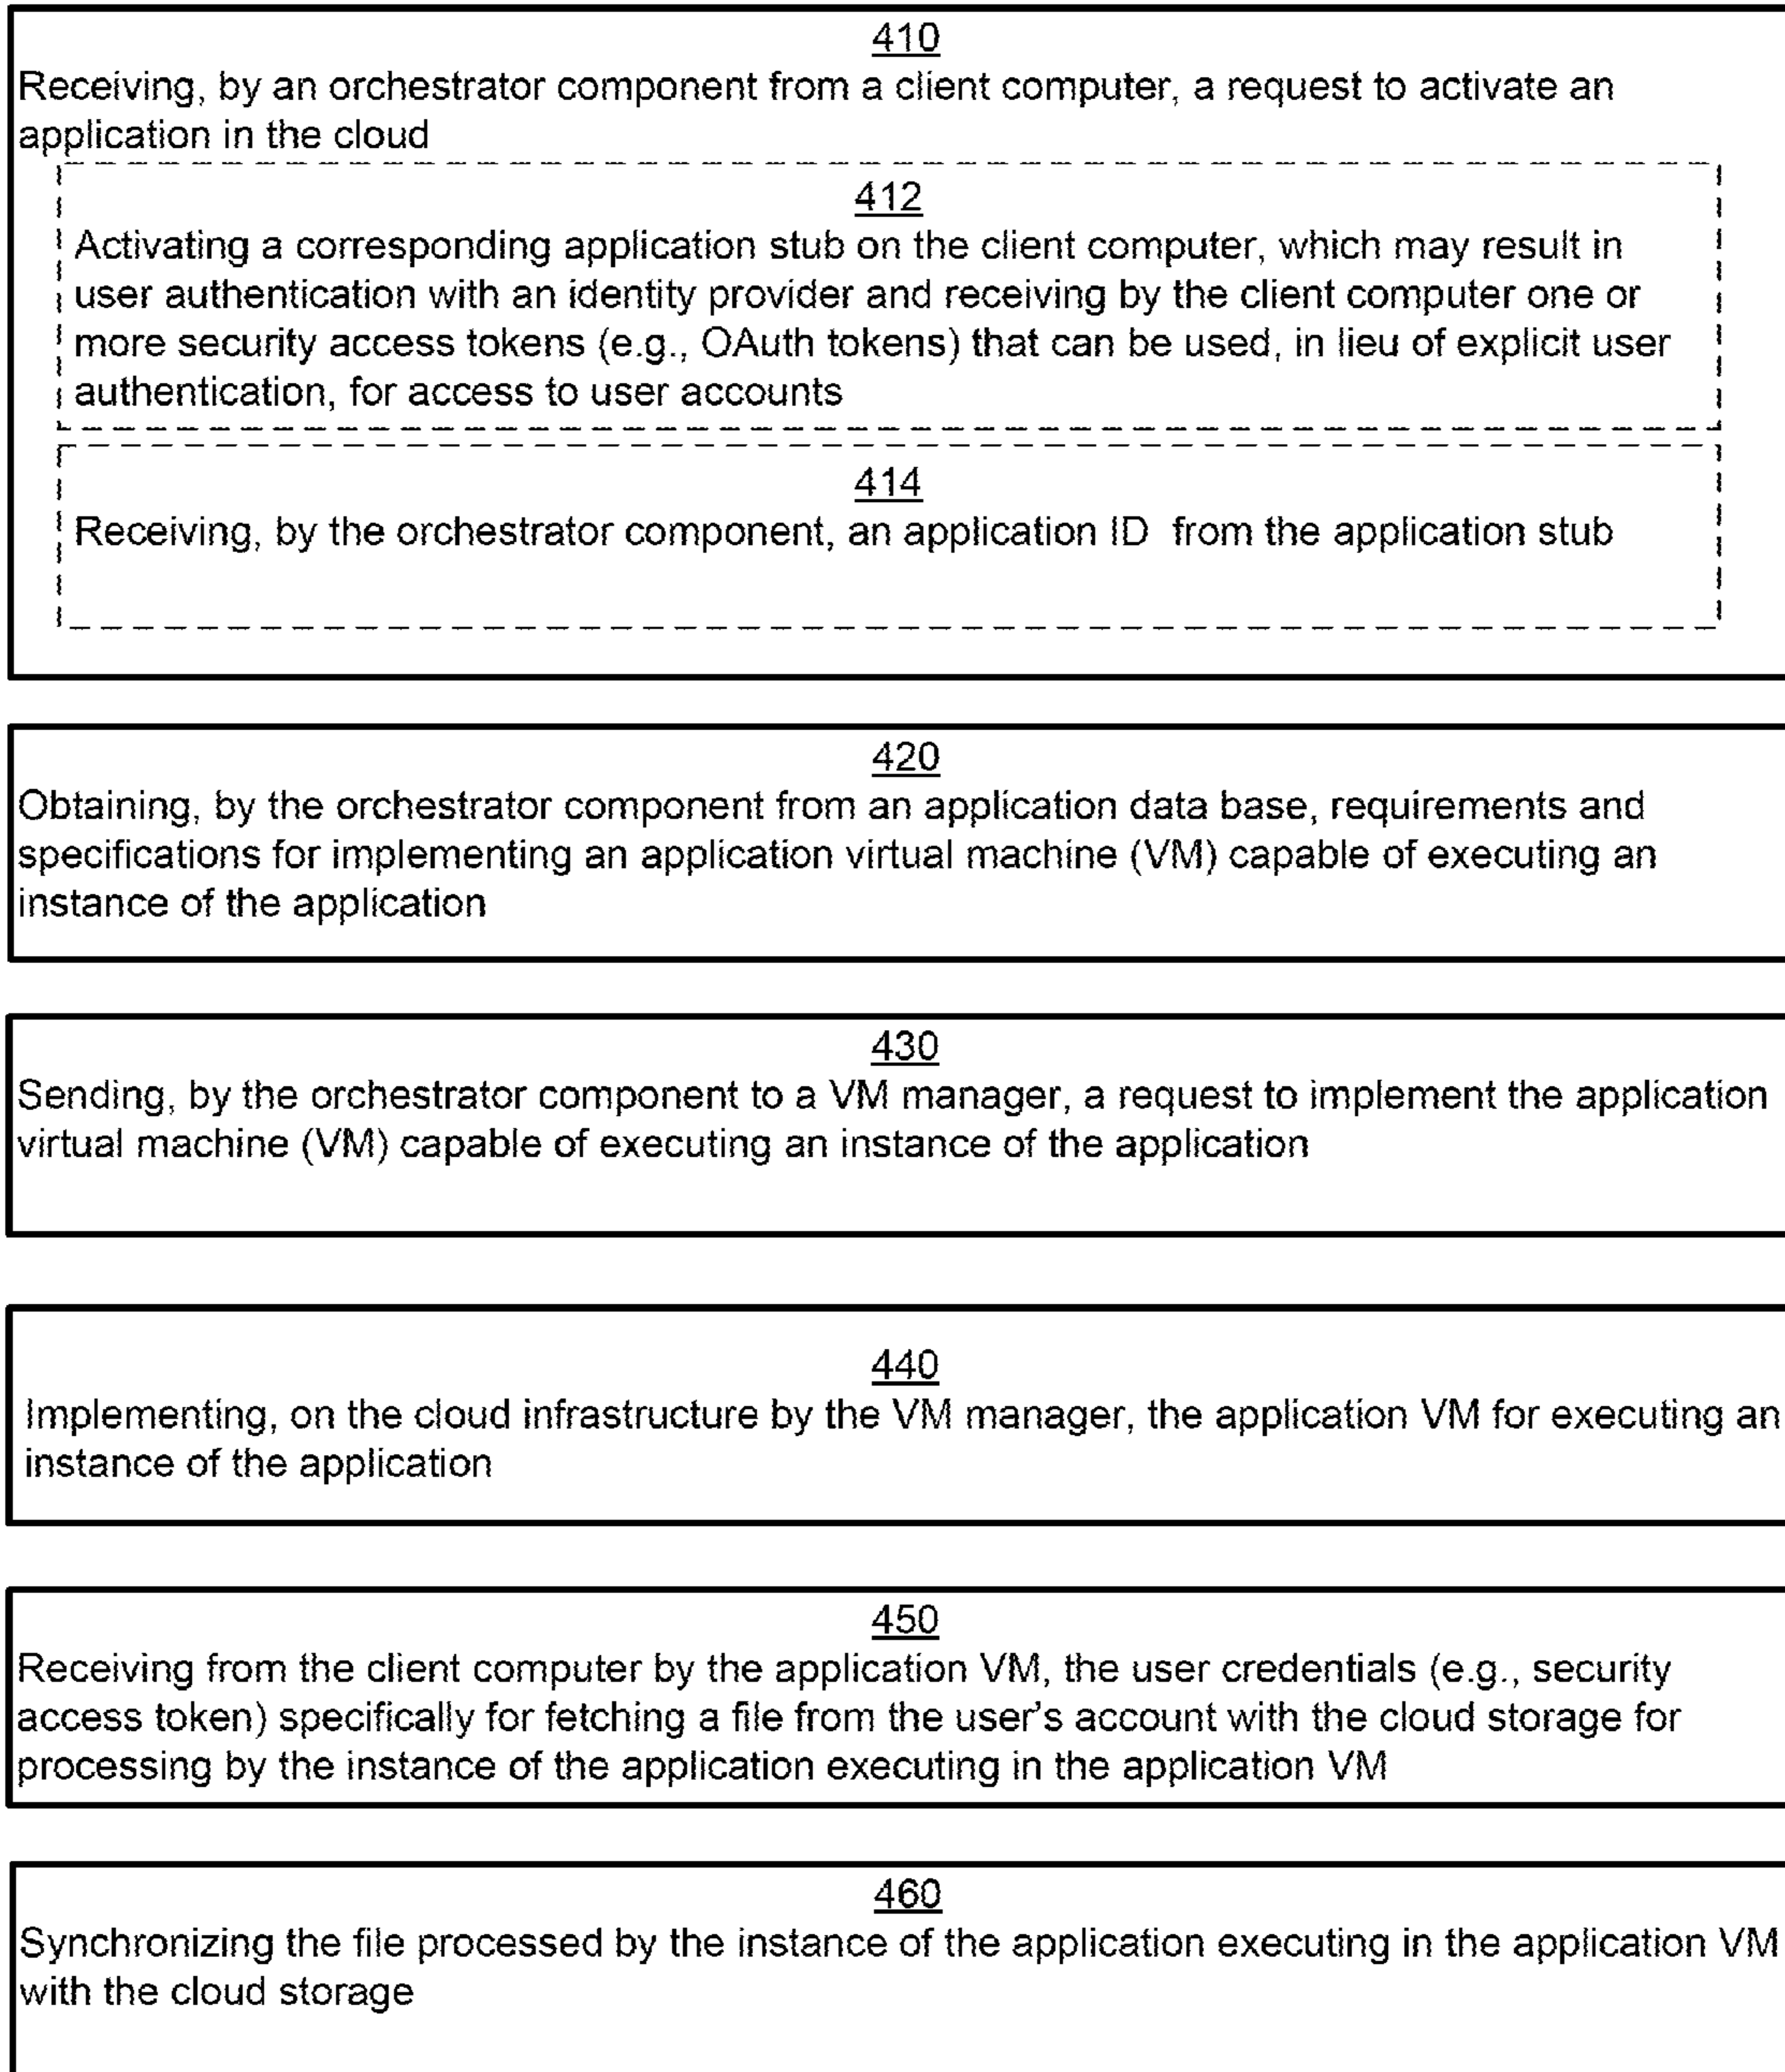 410
Receiving, by an orchestrator component from a client computer, a request to activate an
application in the cloud
412
Activating a corresponding application stub on the client computer, which may result in
user authentication with an identity provider and receiving by the client computer one or
more security access tokens (e.g., OAuth tokens) that can be used, in lieu of explicit user
authentication, for access to user accounts
414
Receiving, by the orchestrator component, an application ID from the application stub
420
Obtaining, by the orchestrator component from an application data base, requirements and
specifications for implementing an application virtual machine (VM) capable of executing an
instance of the application
430
Sending, by the orchestrator component to a VM manager, a request to implement the application
virtual machine (VM) capable of executing an instance of the application
440
Implementing, on the cloud infrastructure by the VM manager, the application VM for executing an
instance of the application
450
Receiving from the client computer by the application VM, the user credentials (e.g., security
access token) specifically for fetching a file from the user's account with the cloud storage for
processing by the instance of the application executing in the application VM
460
Synchronizing the file processed by the instance of the application executing in the application VM
with the cloud storage